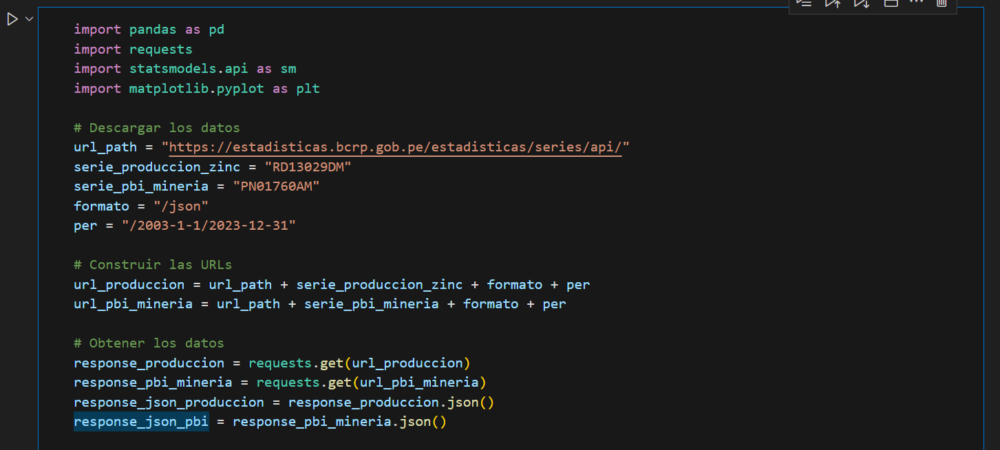 import pandas as pd
import requests
import statsmodels.api as sm
import matplotlib.pyplot as plt
# Descargar los datos
url_path = "https://estadisticas.bcrp.gob.pe/estadisticas/series/api/"
serie_produccion_zinc = "RD13029DM"
serie_pbi_mineria = "PN01760AM"
formato = "/json"
per = "/2003-1-1/2023-12-31"
# Construir las URLs
url_produccion = url_path + serie_produccion_zinc + formato + per
url_pbi_mineria = url_path + serie_pbi_mineria + formato + per
# Obtener los datos
response_produccion = requests.get(url_produccion)
response_pbi_mineria = requests.get(url_pbi_mineria)
response_json_produccion = response_produccion.json()
response_json_pbi = response_pbi_mineria.json()